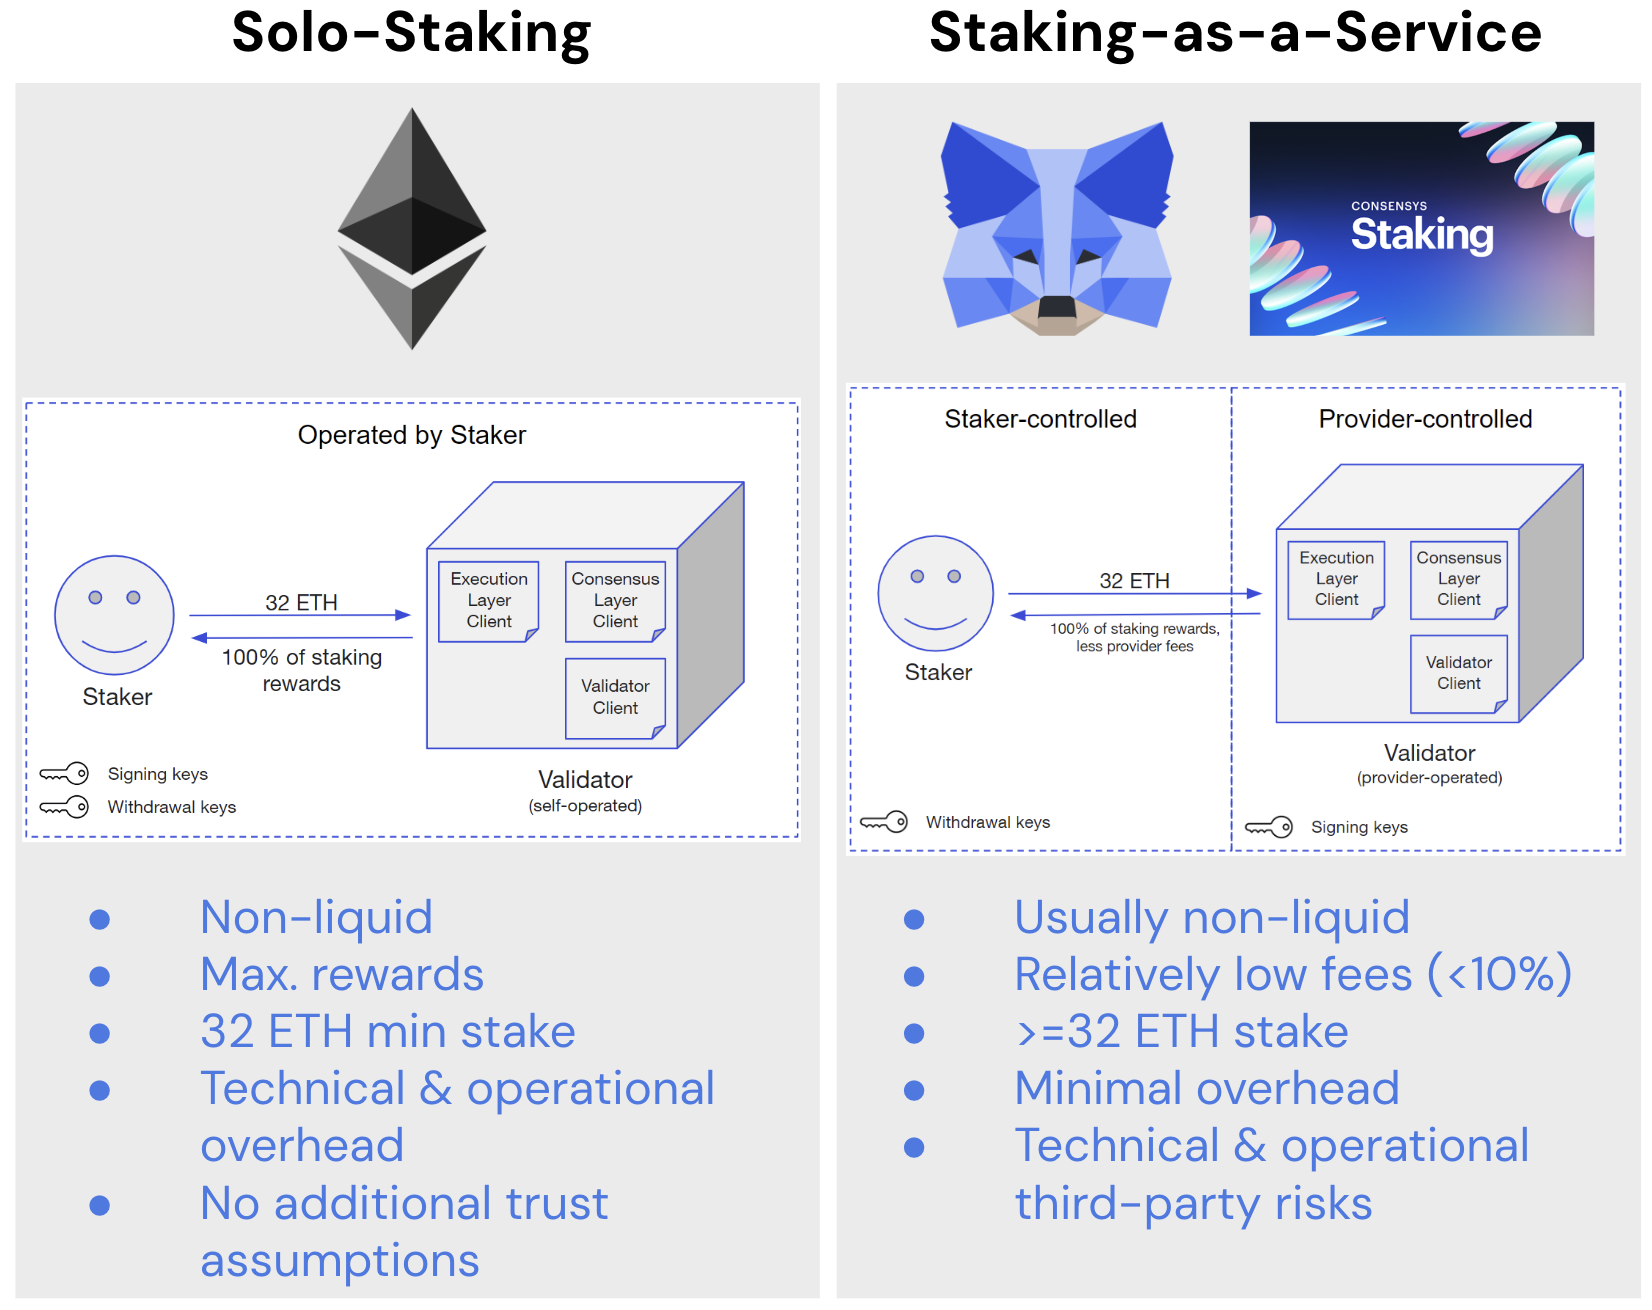 Solo-Staking
Operated by Staker
32 ETH
100% of staking
rewards
Staker
Execution
Layer
Client
Consensus
Layer
Client
Validator
Client
Validator
(self-operated)
Signing keys
Withdrawal keys
Non-liquid
Max. rewards
32 ETH min stake
Technical & operational
overhead
No additional trust
assumptions
Staking-as-a-Service
CONSENSYS
Staking
Staker-controlled
Provider-controlled
32 ETH
100% of staking rewards,
less provider fees
Staker
Execution
Layer
Client
Consensus
Layer
Client
Validator
Client
Validator
(provider-operated)
Withdrawal keys
Signing keys
Usually non-liquid
Relatively low fees (<10%)
>=32 ETH stake
Minimal overhead
Technical & operational
third-party risks